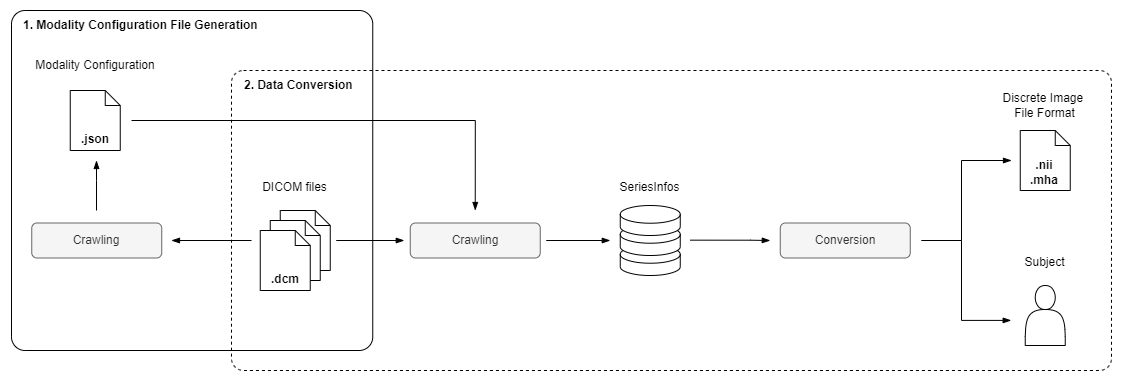 1. Modality Configuration File Generation
Modality Configuration
.json
Crawling
2. Data Conversion
DICOM files
.dcm
Crawling
SeriesInfos
Conversion
Discrete Image
File Format
.nii
.mha
Subject